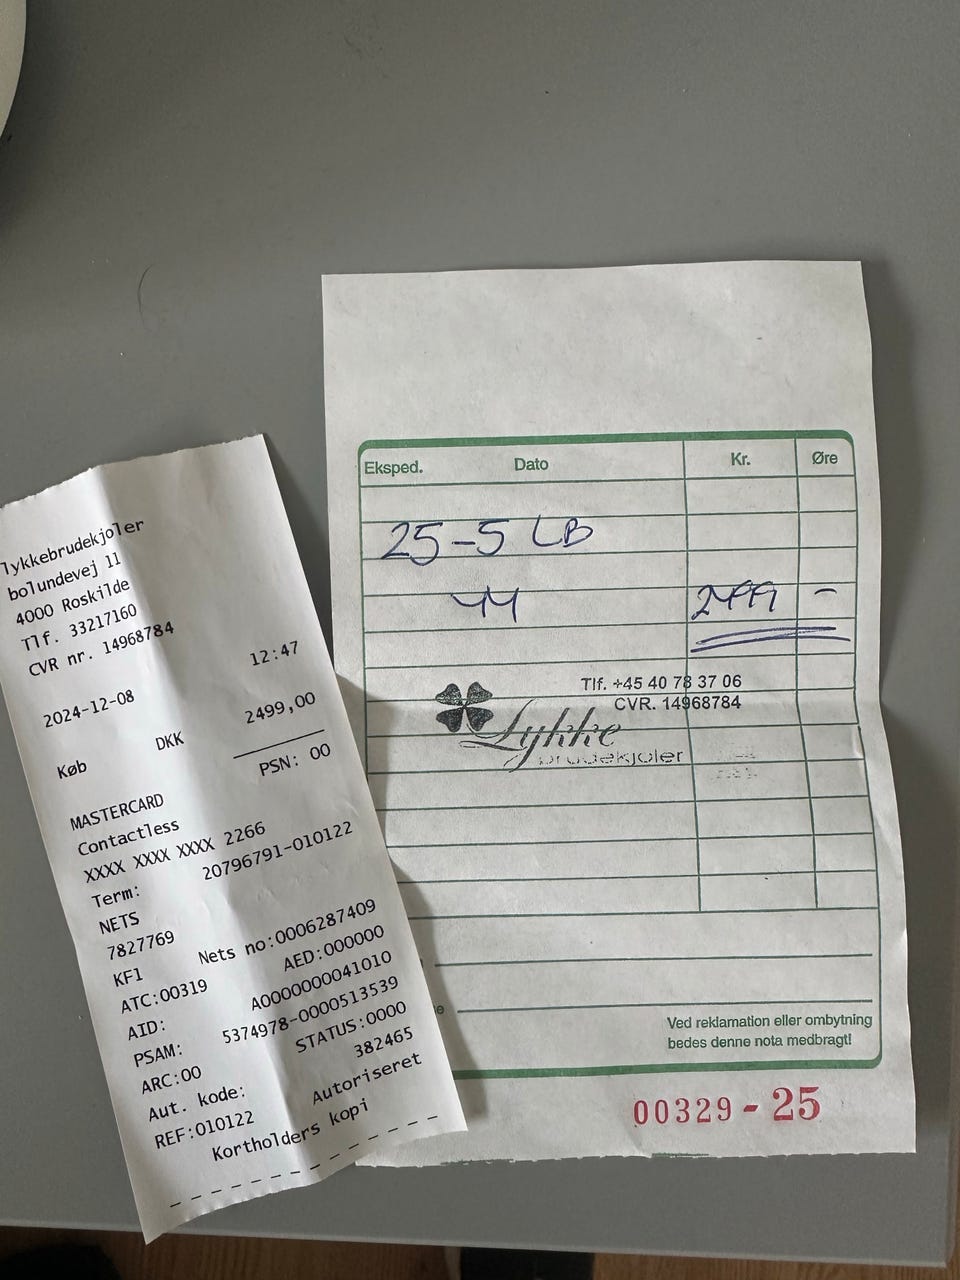 lykkebrudekjoler
bolundevej 11
4000 Roskilde
Tlf. 33217160
CVR nr. 14968784
2024-12-08 12:47
Køb DKK 2499,00
PSN: 00
MASTERCARD
Contactless
XXXX XXXX XXXX 2266
Term: 20796791-010122
NETS
7827769
KF1 Nets no:0006287409
ATC:00319 AED:000000
AID: A0000000041010
PSAM: 5374978-0000513539
ARC:00 STATUS:0000
Aut. kode: 382465
REF:010122 Autoriseret
Kortholders kopi
Eksped. Dato Kr. Øre
25-5 LB
44 2499 -
Tlf. +45 40 78 37 06
CVR. 14968784
Lykke
brudekjoler
Ved reklamation eller ombytning
bedes denne nota medbragt!
00329 - 25